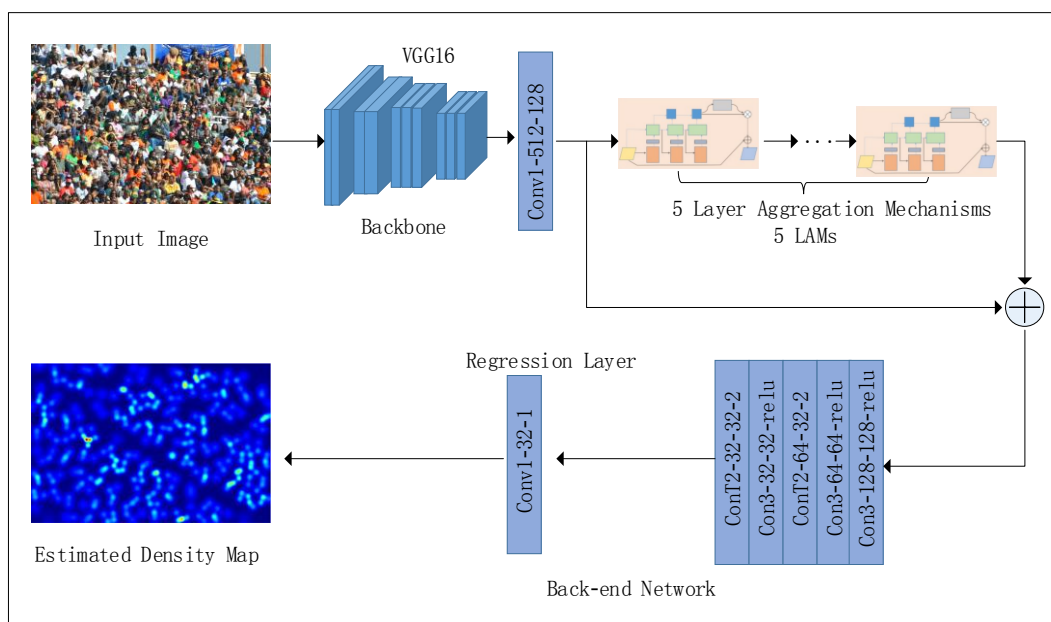 VGG16
Conv1-512-128
Backbone
Input Image
5 Layer Aggregation Mechanisms
5 LAMs
Regression Layer
Conv1-32-1
ConT2-32-32-2
Con3-32-32-relu
ConT2-64-32-2
Con3-64-64-relu
Con3-128-128-relu
Estimated Density Map
Back-end Network